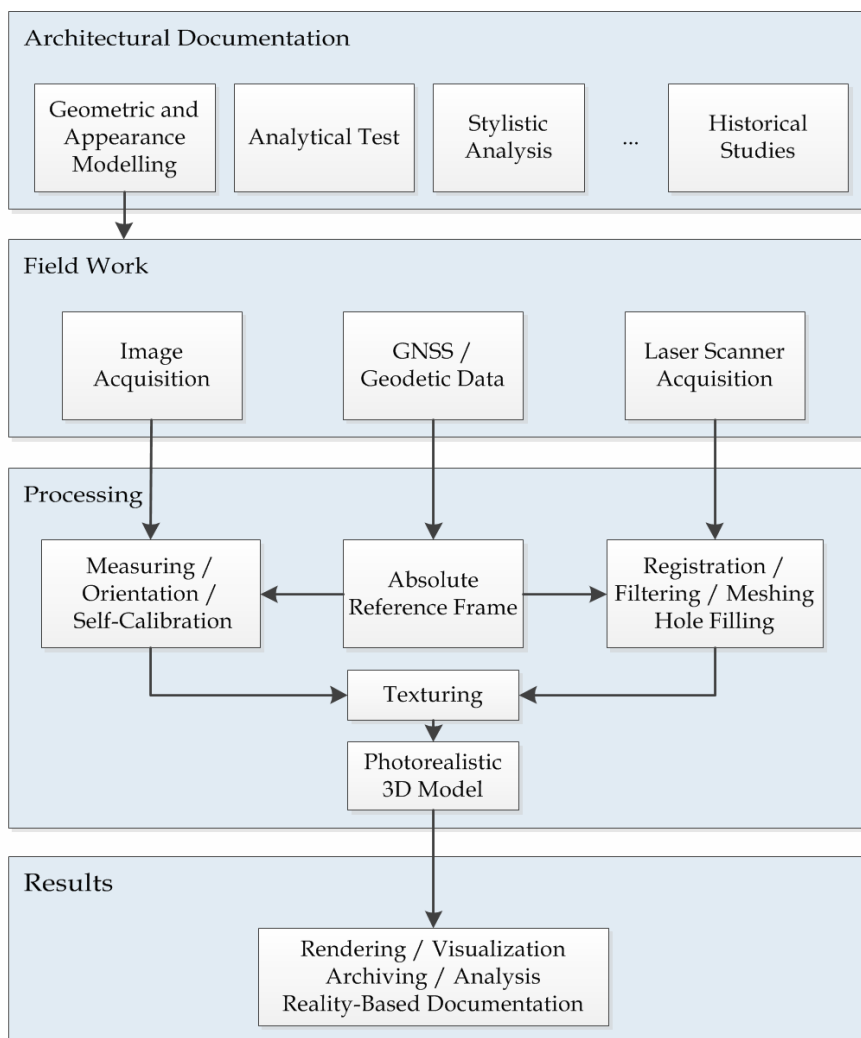 Architectural Documentation
Geometric and
Appearance
Modelling
Analytical Test
Stylistic
Analysis
...
Historical
Studies
Field Work
Image
Acquisition
GNSS /
Geodetic Data
Laser Scanner
Acquisition
Processing
Measuring /
Orientation /
Self-Calibration
Absolute
Reference Frame
Registration /
Filtering / Meshing
Hole Filling
Texturing
Photorealistic
3D Model
Results
Rendering / Visualization
Archiving / Analysis
Reality-Based Documentation